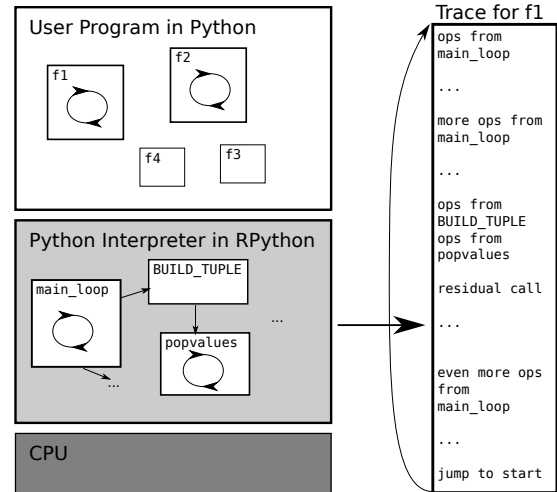 User Program in Python
f1
f2
f4
f3
Python Interpreter in RPython
main_loop
BUILD_TUPLE
popvalues
...
...
CPU
Trace for f1
ops from
main_loop
...
more ops from
main_loop
...
ops from
BUILD_TUPLE
ops from
popvalues
residual call
...
even more ops
from
main_loop
...
jump to start